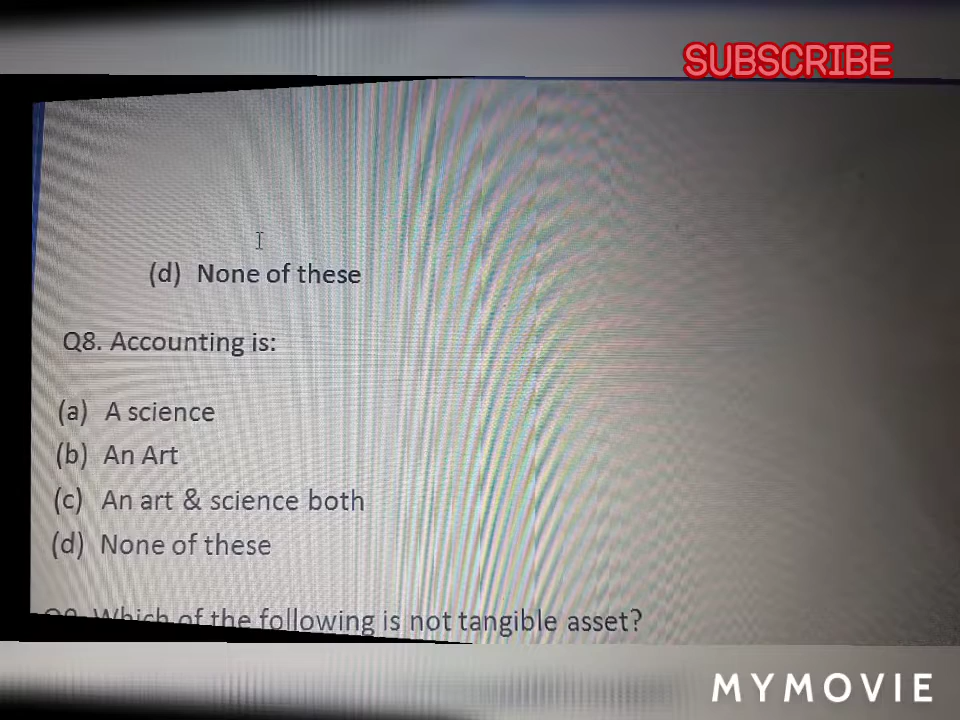 SUBSCRIBE
(d) None of these
Q8. Accounting is:
(a) A science
(b) An Art
(c) An art & science both
(d) None of these
Q9. Which of the following is not tangible asset?
MYMOVIE